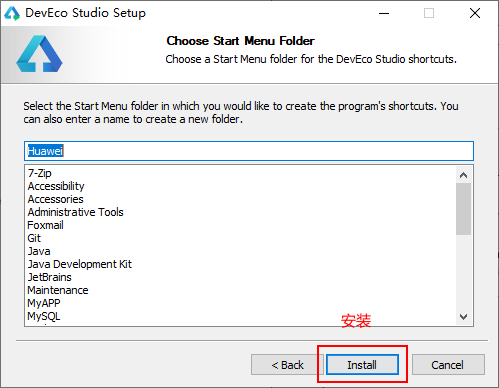 DevEco Studio Setup
Choose Start Menu Folder
Choose a Start Menu folder for the DevEco Studio shortcuts.
Select the Start Menu folder in which you would like to create the program's shortcuts. You
can also enter a name to create a new folder.
Huawei
7-Zip
Accessibility
Accessories
Administrative Tools
Foxmail
Git
Java
Java Development Kit
JetBrains
Maintenance
MyAPP
MySQL
安装
< Back
Install
Cancel